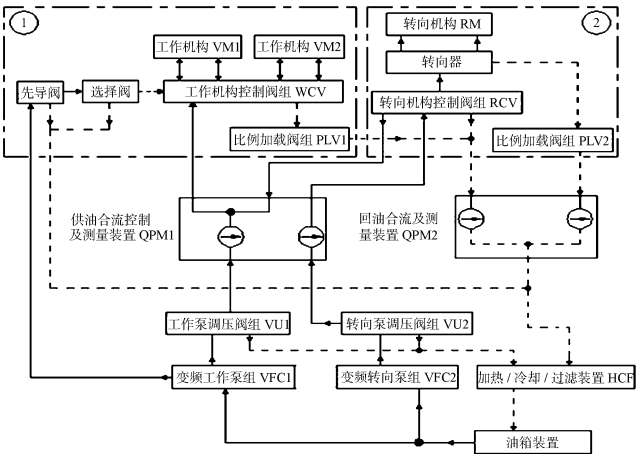 1
2
转向机构 RM
工作机构 VM1
工作机构 VM2
转向器
先导阀
选择阀
工作机构控制阀组 WCV
转向机构控制阀组 RCV
比例加载阀组 PLV1
比例加载阀组 PLV2
供油合流控制
及测量装置 QPM1
回油合流及测
量装置 QPM2
工作泵调压阀组 VU1
转向泵调压阀组 VU2
变频工作泵组 VFC1
变频转向泵组 VFC2
加热 / 冷却 / 过滤装置 HCF
油箱装置